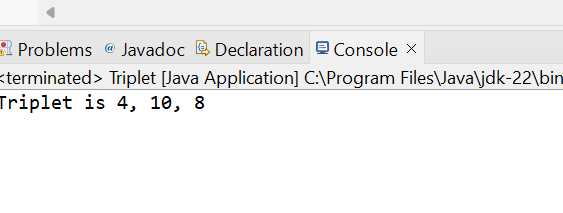 Problems @ Javadoc Declaration Console
<terminated> Triplet [Java Application] C:\Program Files\Java\jdk-22\bin
Triplet is 4, 10, 8